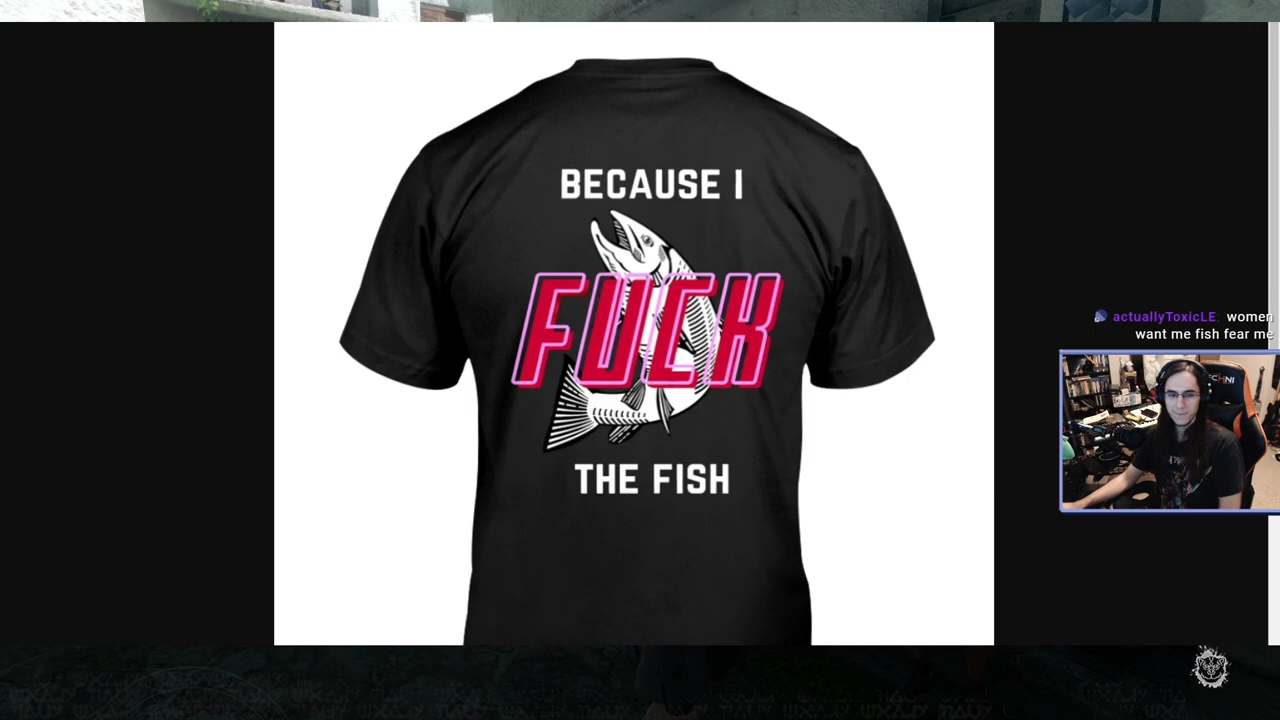 BECAUSE I
FUCK
THE FISH
actuallyToxicLE: women
want me fish fear me